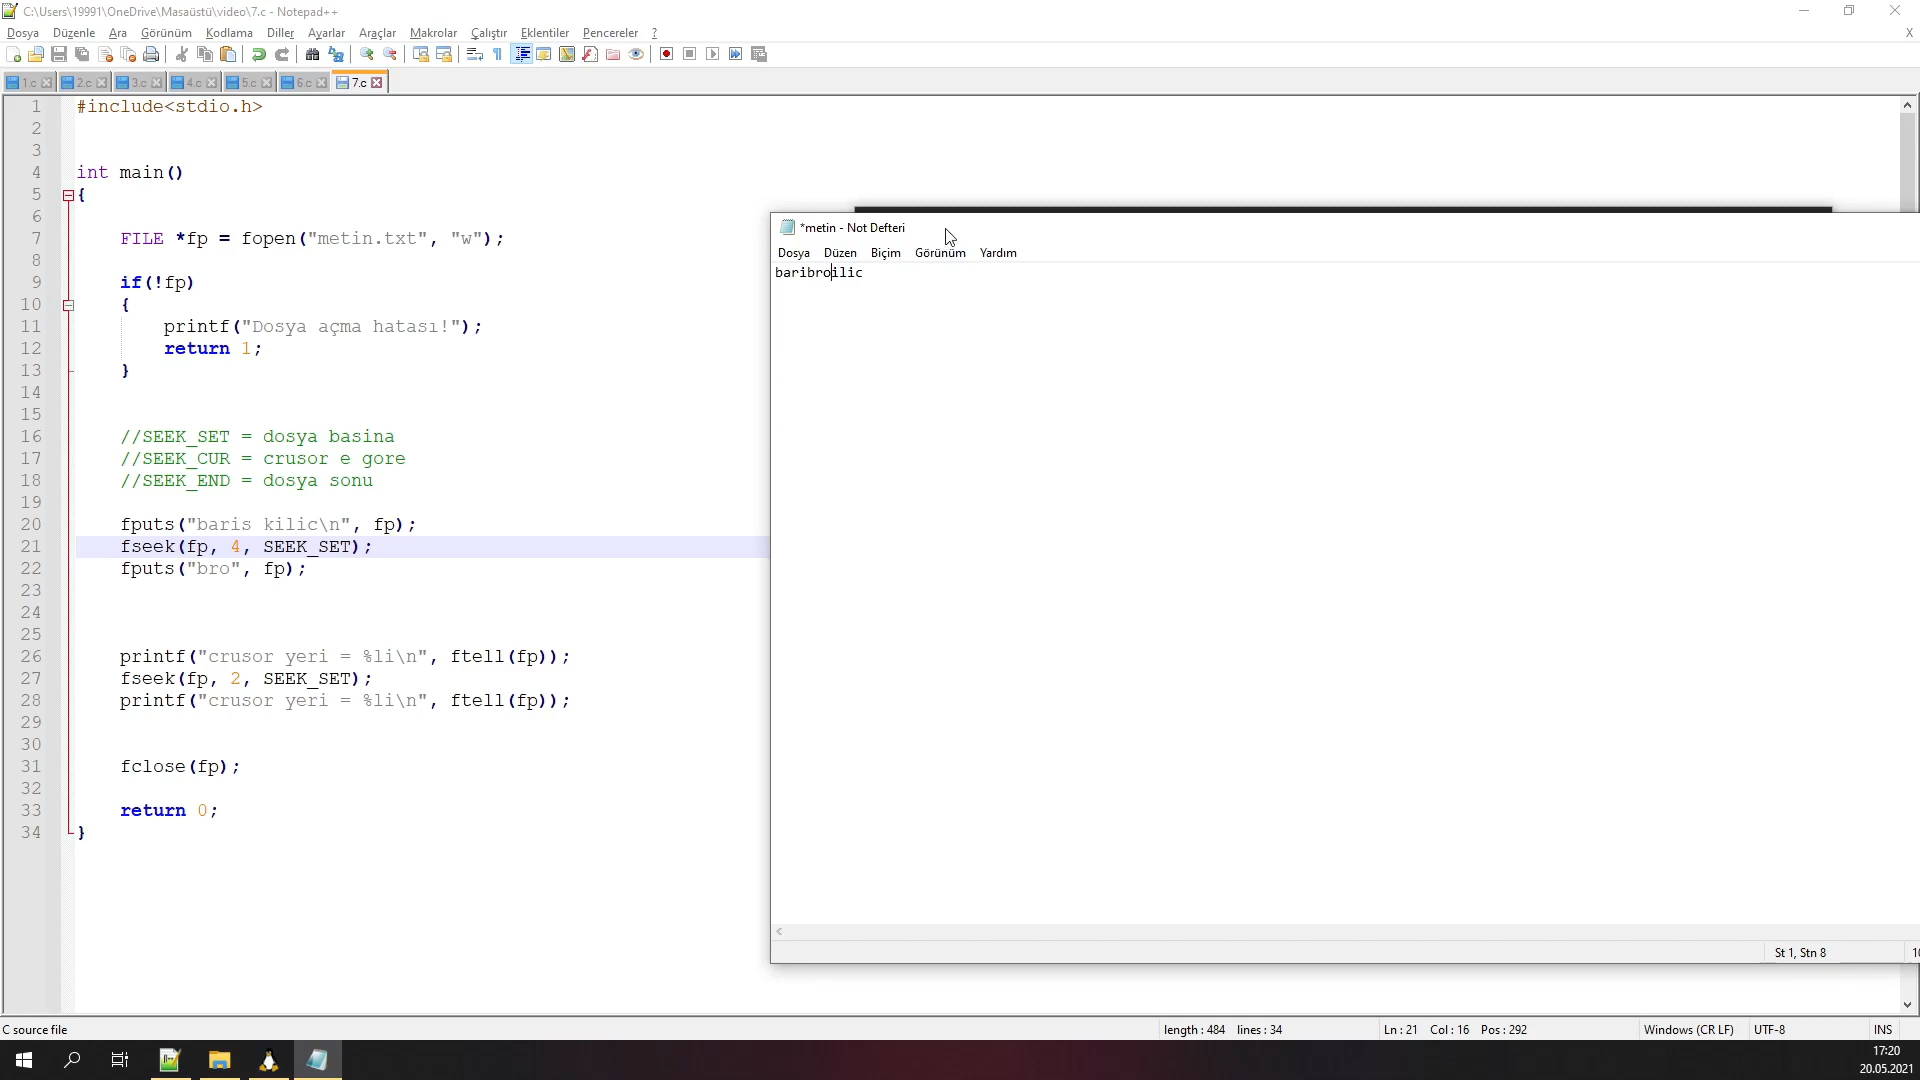 C:\Users\19991\OneDrive\Masaüstü\video\7.c - Notepad++
Dosya Düzenle Ara Görünüm Kodlama Diller Ayarlar Araçlar Makrolar Çalıştır Eklentiler Pencereler ? X
1.c 2.c 3.c 4.c 5.c 6.c 7.c
1 #include<stdio.h>
2
3
4 int main()
5 {
6
7 FILE *fp = fopen("metin.txt", "w");
8
9 if(!fp)
10 {
11 printf("Dosya açma hatası!");
12 return 1;
13 }
14
15
16 //SEEK_SET = dosya basina
17 //SEEK_CUR = crusor e gore
18 //SEEK_END = dosya sonu
19
20 fputs("baris kilic\n", fp);
21 fseek(fp, 4, SEEK_SET);
22 fputs("bro", fp);
23
24
25
26 printf("crusor yeri = %li\n", ftell(fp));
27 fseek(fp, 2, SEEK_SET);
28 printf("crusor yeri = %li\n", ftell(fp));
29
30
31 fclose(fp);
32
33 return 0;
34 }
*metin - Not Defteri
Dosya Düzen Biçim Görünüm Yardım
baribroilic
St 1, Stn 8 10
C source file length : 484 lines : 34 Ln : 21 Col : 16 Pos : 292 Windows (CR LF) UTF-8 INS
17:20
20.05.2021